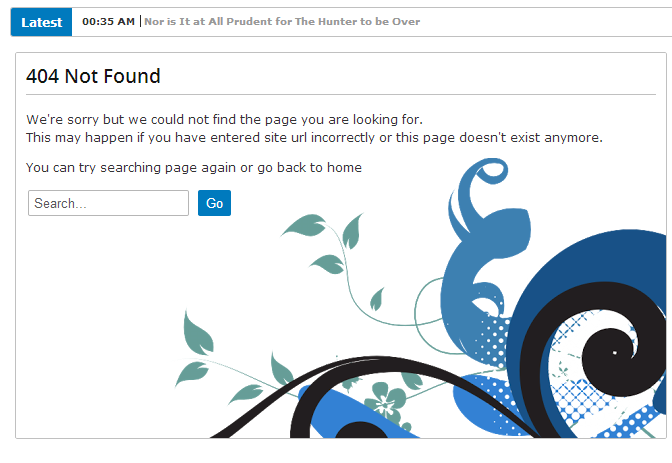 Latest 00:35 AM Nor is It at All Prudent for The Hunter to be Over
404 Not Found
We're sorry but we could not find the page you are looking for.
This may happen if you have entered site url incorrectly or this page doesn't exist anymore.
You can try searching page again or go back to home
Search... Go